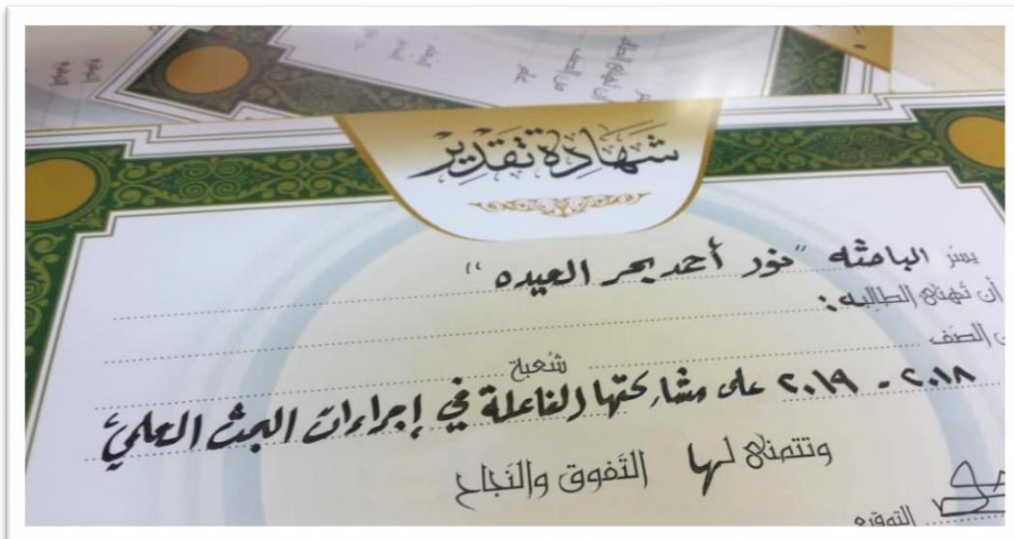 شهادة تقدير
يسر الباحثه "نور أحمد بحر العيده"
أن تهنئ الطالبه:
الصف شعبة
٢٠١٨ - ٢٠١٩ على مشاركتها الفاعلة في إجراءات البحث العلمي
وتتمنى لها التفوق والنجاح
التوقيع